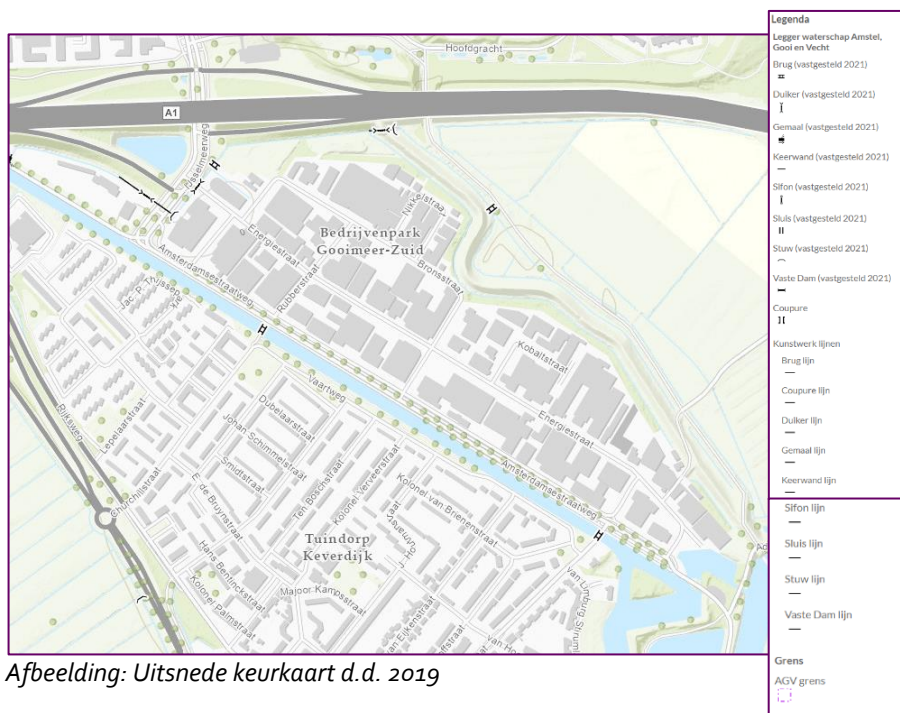 Hoofdgracht
A1
IJsselmeerweg
Nikkelstraat
Bedrijvenpark
Gooimeer-Zuid
Energiestraat
Rubberstraat
Bronsstraat
Amsterdamsestraatweg
Jac. P. Thijssepark
Kobaltstraat
Vaartweg
Energiestraat
Rijksweg
Lepelaarstraat
Dubelaarstraat
Johan Schimmelstraat
Smidtstraat
Ten Boschstraat
Kolonel Verveerstraat
Kolonel van Brienenstraat
Amsterdamsestraatweg
Churchillstraat
E. de Bruynstraat
Tuindorp
Keverdijk
Hans Bentinckstraat
Kolonel Palmstraat
Majoor Kampsstraat
van Limburg Stirum
Legenda
Legger waterschap Amstel,
Gooi en Vecht
Brug (vastgesteld 2021)
Duiker (vastgesteld 2021)
Gemaal (vastgesteld 2021)
Keerwand (vastgesteld 2021)
Sifon (vastgesteld 2021)
Sluis (vastgesteld 2021)
Stuw (vastgesteld 2021)
Vaste Dam (vastgesteld 2021)
Coupure
Kunstwerk lijnen
Brug lijn
Coupure lijn
Duiker lijn
Gemaal lijn
Keerwand lijn
Sifon lijn
Sluis lijn
Stuw lijn
Vaste Dam lijn
Grens
AGV grens
Afbeelding: Uitsnede keurkaart d.d. 2019